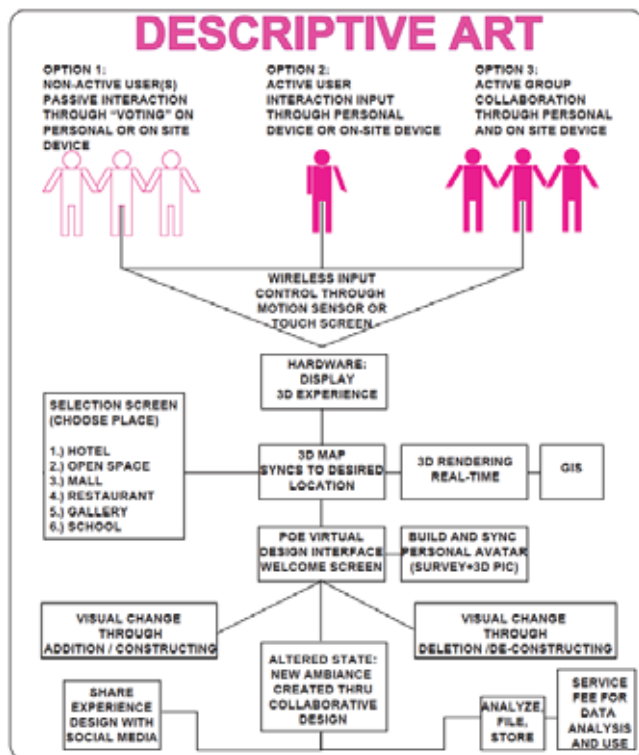 DESCRIPTIVE ART
OPTION 1:
NON-ACTIVE USER(S)
PASSIVE INTERACTION
THROUGH "VOTING" ON
PERSONAL OR ON SITE
DEVICE
OPTION 2:
ACTIVE USER
INTERACTION INPUT
THROUGH PERSONAL
DEVICE OR ON-SITE DEVICE
OPTION 3:
ACTIVE GROUP
COLLABORATION
THROUGH PERSONAL
AND ON SITE DEVICE
WIRELESS INPUT
CONTROL THROUGH
MOTION SENSOR OR
TOUCH SCREEN
HARDWARE:
DISPLAY
3D EXPERIENCE
SELECTION SCREEN
(CHOOSE PLACE)
1.) HOTEL
2.) OPEN SPACE
3.) MALL
4.) RESTAURANT
5.) GALLERY
6.) SCHOOL
3D MAP
SYNCS TO DESIRED
LOCATION
3D RENDERING
REAL-TIME
GIS
POE VIRTUAL
DESIGN INTERFACE
WELCOME SCREEN
BUILD AND SYNC
PERSONAL AVATAR
(SURVEY+3D PIC)
VISUAL CHANGE
THROUGH
ADDITION / CONSTRUCTING
VISUAL CHANGE
THROUGH
DELETION /DE-CONSTRUCTING
ALTERED STATE:
NEW AMBIANCE
CREATED THRU
COLLABORATIVE
DESIGN
SHARE
EXPERIENCE
DESIGN WITH
SOCIAL MEDIA
ANALYZE,
FILE,
STORE
SERVICE
FEE FOR
DATA
ANALYSIS
AND USE